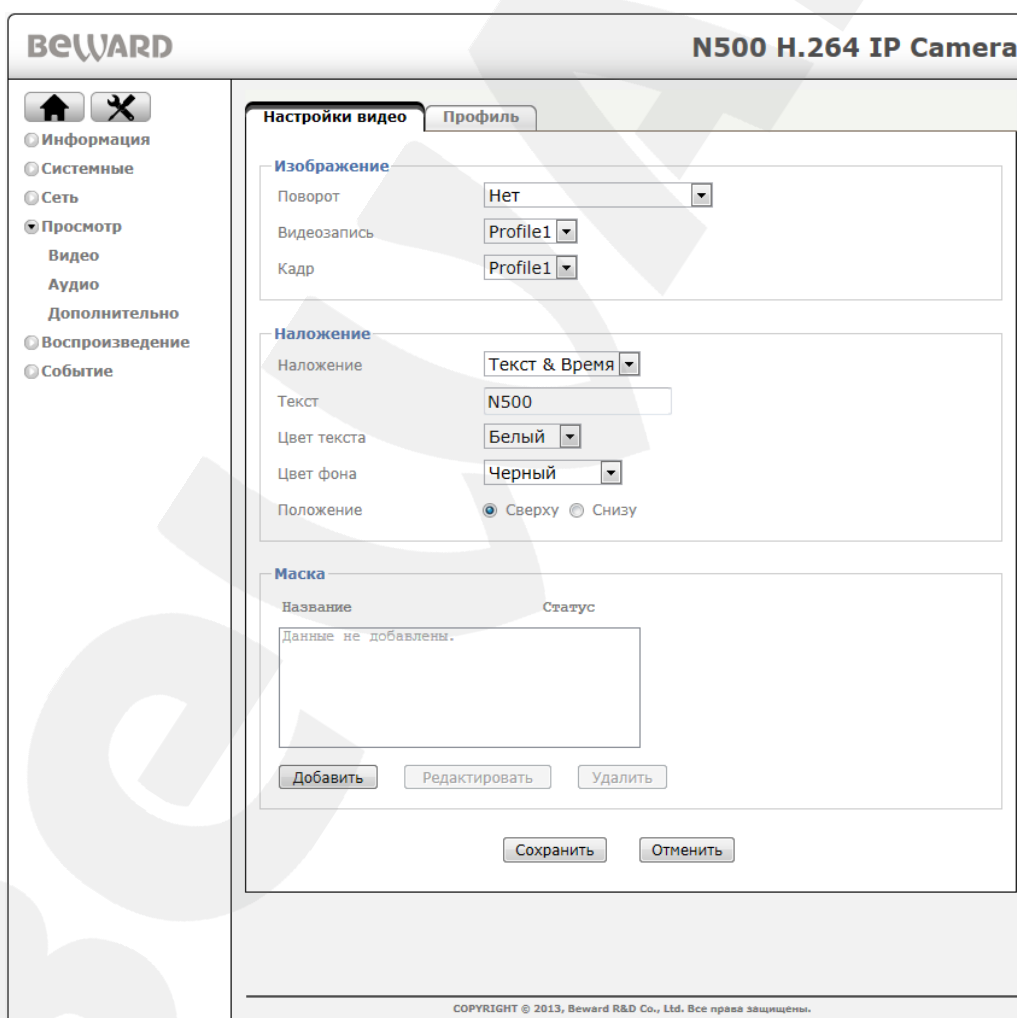 BEWARD
N500 H.264 IP Camera
Информация
Системные
Сеть
Просмотр
Видео
Аудио
Дополнительно
Воспроизведение
Событие
Настройки видео
Профиль
Изображение
Поворот Нет
Видеозапись Profile1
Кадр Profile1
Наложение
Наложение Текст & Время
Текст N500
Цвет текста Белый
Цвет фона Черный
Положение Сверху Снизу
Маска
Название Статус
Данные не добавлены.
Добавить Редактировать Удалить
Сохранить Отменить
COPYRIGHT © 2013, Beward R&D Co., Ltd. Все права защищены.